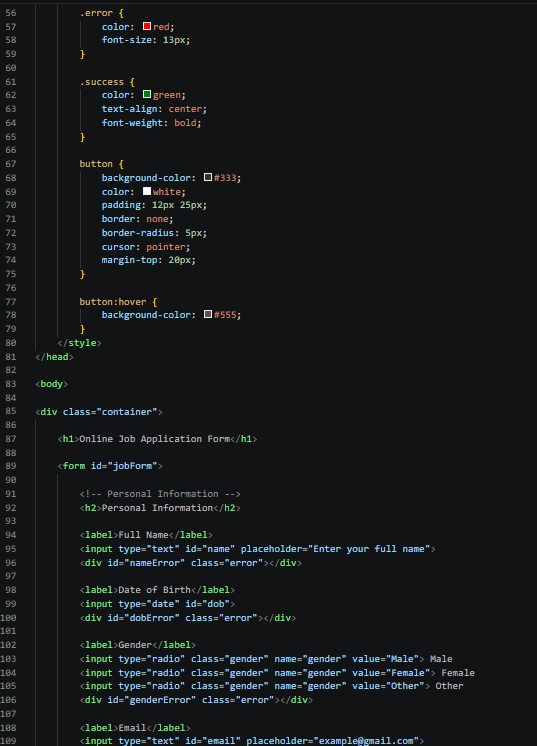 56 .error {
57 color: red;
58 font-size: 13px;
59 }
60
61 .success {
62 color: green;
63 text-align: center;
64 font-weight: bold;
65 }
66
67 button {
68 background-color: #333;
69 color: white;
70 padding: 12px 25px;
71 border: none;
72 border-radius: 5px;
73 cursor: pointer;
74 margin-top: 20px;
75 }
76
77 button:hover {
78 background-color: #555;
79 }
80 </style>
81 </head>
82
83 <body>
84
85 <div class="container">
86
87 <h1>Online Job Application Form</h1>
88
89 <form id="jobForm">
90
91 <!-- Personal Information -->
92 <h2>Personal Information</h2>
93
94 <label>Full Name</label>
95 <input type="text" id="name" placeholder="Enter your full name">
96 <div id="nameError" class="error"></div>
97
98 <label>Date of Birth</label>
99 <input type="date" id="dob">
100 <div id="dobError" class="error"></div>
101
102 <label>Gender</label>
103 <input type="radio" class="gender" name="gender" value="Male"> Male
104 <input type="radio" class="gender" name="gender" value="Female"> Female
105 <input type="radio" class="gender" name="gender" value="Other"> Other
106 <div id="genderError" class="error"></div>
107
108 <label>Email</label>
109 <input type="text" id="email" placeholder="example@gmail.com">